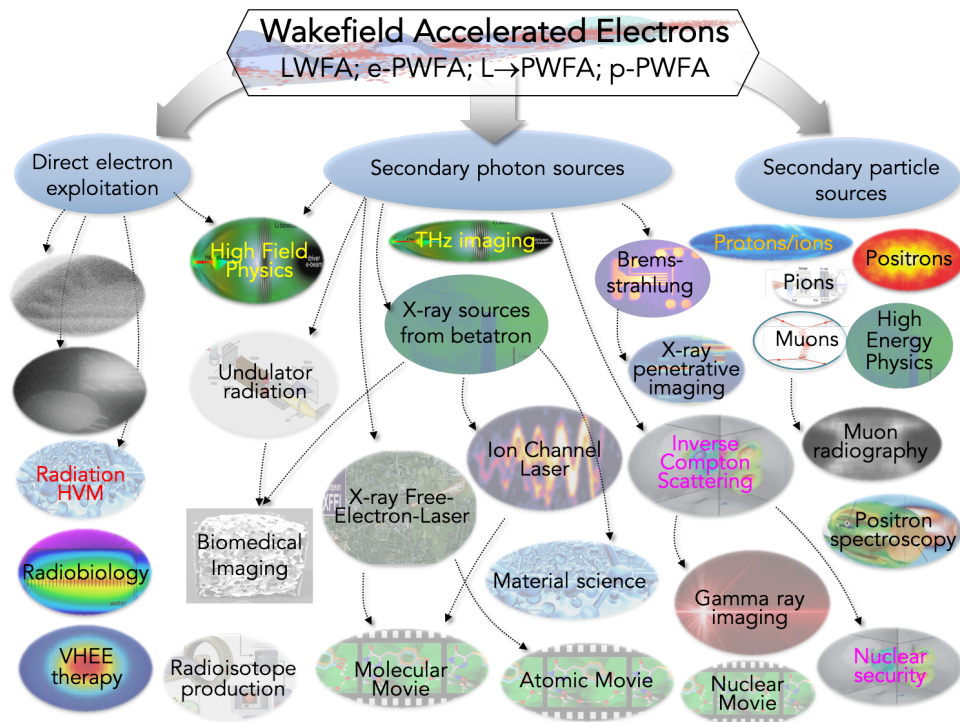 Wakefield Accelerated Electrons
LWFA; e-PWFA; L→PWFA; p-PWFA
Direct electron
exploitation
Secondary photon sources
Secondary particle
sources
High Field
Physics
THz imaging
Brems-
strahlung
Protons/ions
Positrons
Pions
X-ray sources
from betatron
Muons
High
Energy
Physics
Undulator
radiation
X-ray
penetrative
imaging
Radiation
HVM
Ion Channel
Laser
Inverse
Compton
Scattering
Muon
radiography
X-ray Free-
Electron-Laser
XFEL
Biomedical
Imaging
Positron
spectroscopy
Radiobiology
water
Material science
Gamma ray
imaging
VHEE
therapy
Radioisotope
production
Molecular
Movie
Atomic Movie
Nuclear
Movie
Nuclear
security